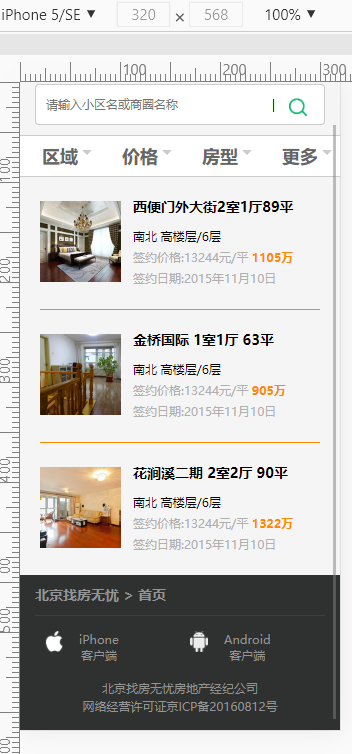 iPhone 5/SE ▼ 320 × 568 100% ▼
100 200 300
请输入小区名或商圈名称
区域 价格 房型 更多
西便门外大街2室1厅89平
南北 高楼层/6层
签约价格:13244元/平 1105万
签约日期:2015年11月10日
金桥国际 1室1厅 63平
南北 高楼层/6层
签约价格:13244元/平 905万
签约日期:2015年11月10日
花涧溪二期 2室2厅 90平
南北 高楼层/6层
签约价格:13244元/平 1322万
签约日期:2015年11月10日
北京找房无忧 > 首页
iPhone
客户端
Android
客户端
北京找房无忧房地产经纪公司
网络经营许可证京ICP备20160812号
100
200
300
400
500